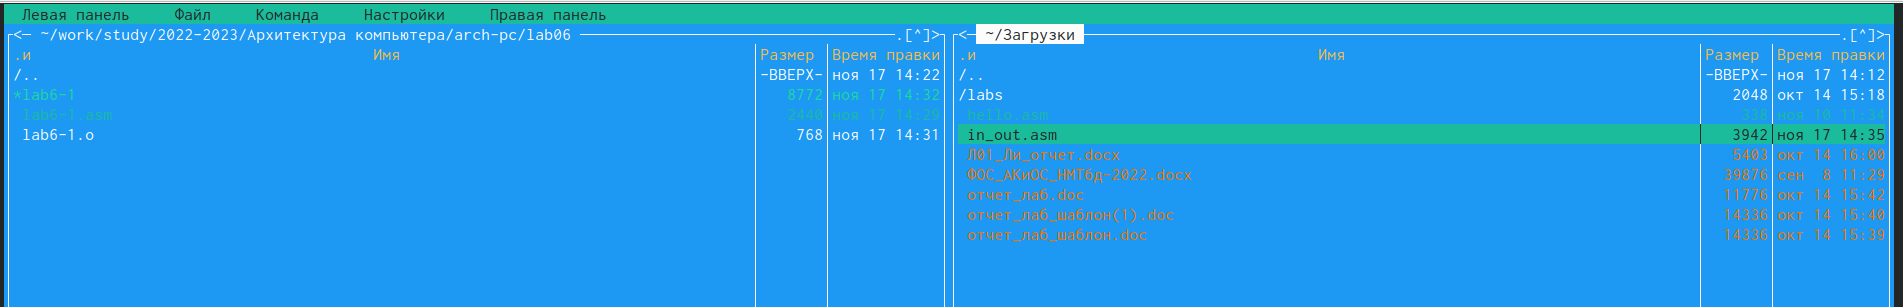 Левая панель Файл Команда Настройки Правая панель
<─ ~/work/study/2022-2023/Архитектура компьютера/arch-pc/lab06 .[^]>
.и Имя Размер Время правки
/.. -ВВЕРХ- ноя 17 14:22
*lab6-1 8772 ноя 17 14:32
lab6-1.asm 2440 ноя 17 14:29
lab6-1.o 768 ноя 17 14:31
<─ ~/Загрузки .[^]>
.и Имя Размер Время правки
/.. -ВВЕРХ- ноя 17 14:12
/labs 2048 окт 14 15:18
hello.asm 338 ноя 10 11:34
in_out.asm 3942 ноя 17 14:35
Л01_Ли_отчет.docx 5403 окт 14 16:00
ФОС_АКиОС_НМТбд-2022.docx 39876 сен 8 11:29
отчет_лаб.doc 11776 окт 14 15:42
отчет_лаб_шаблон(1).doc 14336 окт 14 15:40
отчет_лаб_шаблон.doc 14336 окт 14 15:39